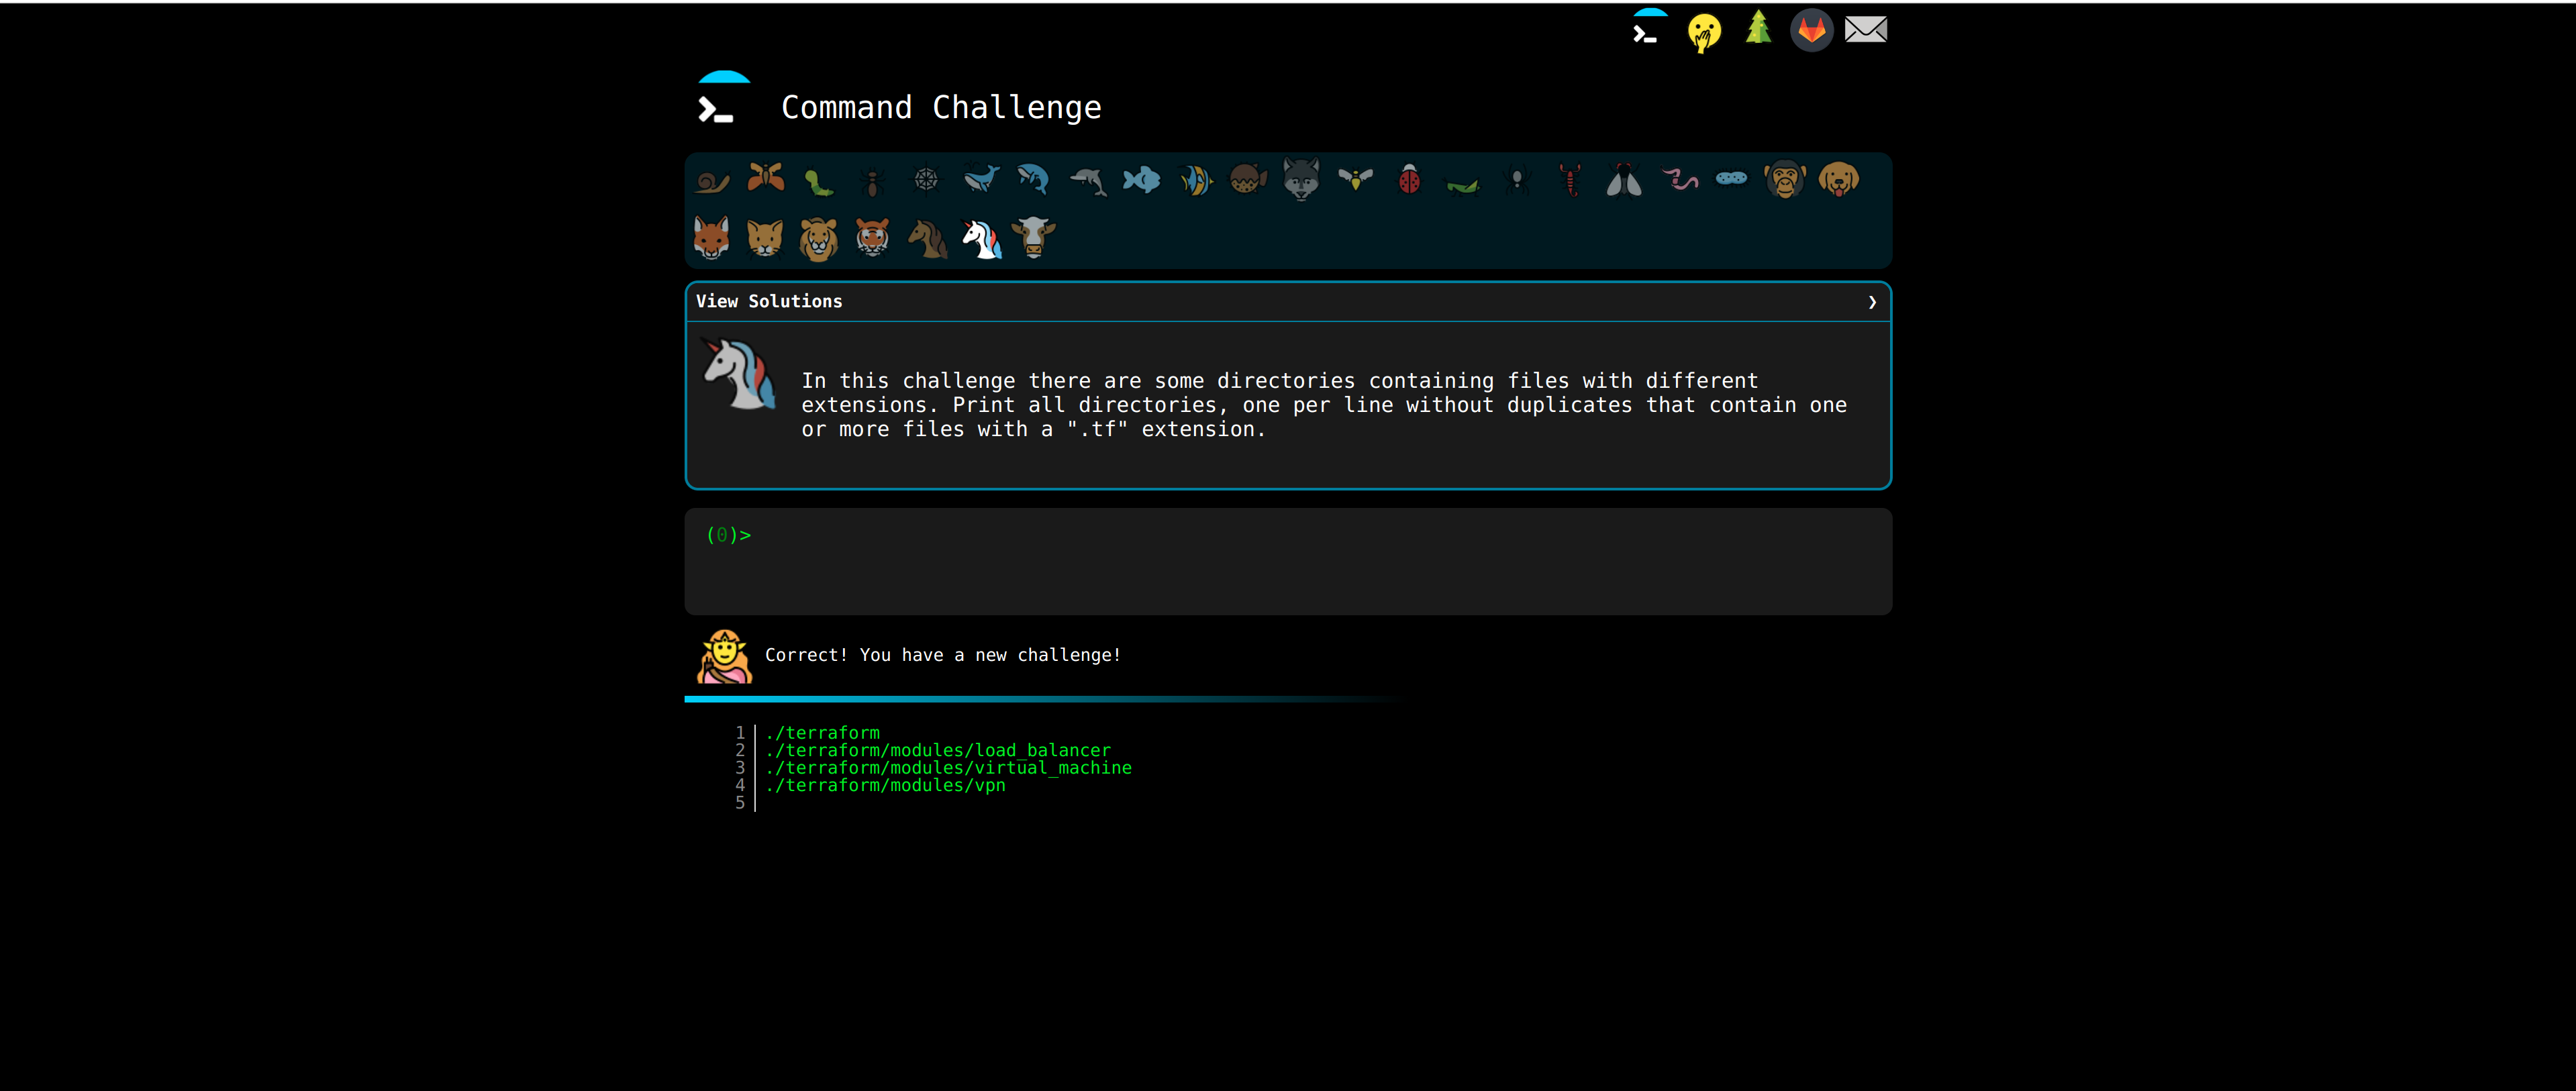 Command Challenge
View Solutions ❯
In this challenge there are some directories containing files with different
extensions. Print all directories, one per line without duplicates that contain one
or more files with a ".tf" extension.
(0)>
Correct! You have a new challenge!
1 ./terraform
2 ./terraform/modules/load_balancer
3 ./terraform/modules/virtual_machine
4 ./terraform/modules/vpn
5